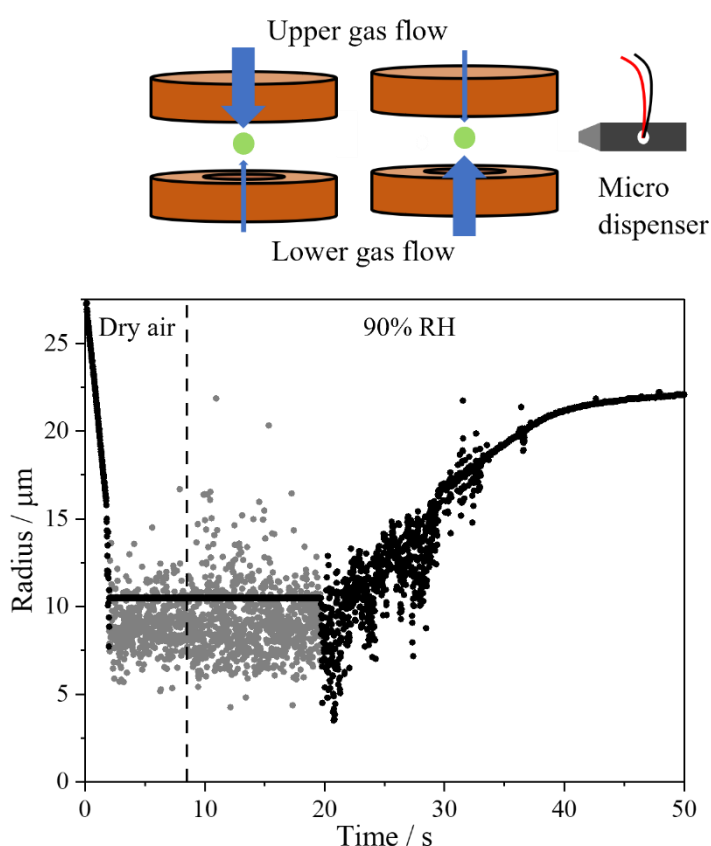 Upper gas flow
Micro
dispenser
Lower gas flow
Dry air
90% RH
25
20
15
10
5
0
Radius / μm
0
10
20
30
40
50
Time / s